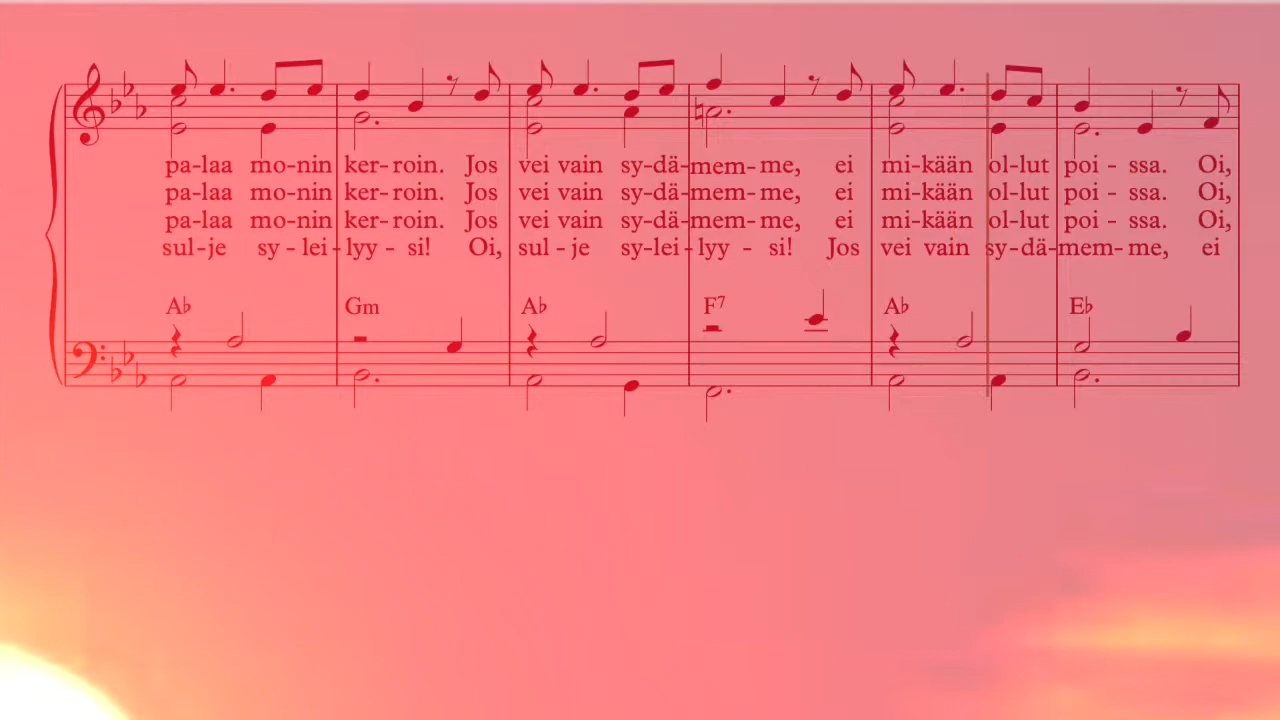 pa-laa mo-nin ker-roin. Jos vei vain sy-dä-mem-me, ei mi-kään ol-lut poi-ssa. Oi,
pa-laa mo-nin ker-roin. Jos vei vain sy-dä-mem-me, ei mi-kään ol-lut poi-ssa. Oi,
pa-laa mo-nin ker-roin. Jos vei vain sy-dä-mem-me, ei mi-kään ol-lut poi-ssa. Oi,
sul-je sy-lei-lyy-si! Oi, sul-je sy-lei-lyy-si! Jos vei vain sy-dä-mem-me, ei
A♭ Gm A♭ F7 A♭ E♭